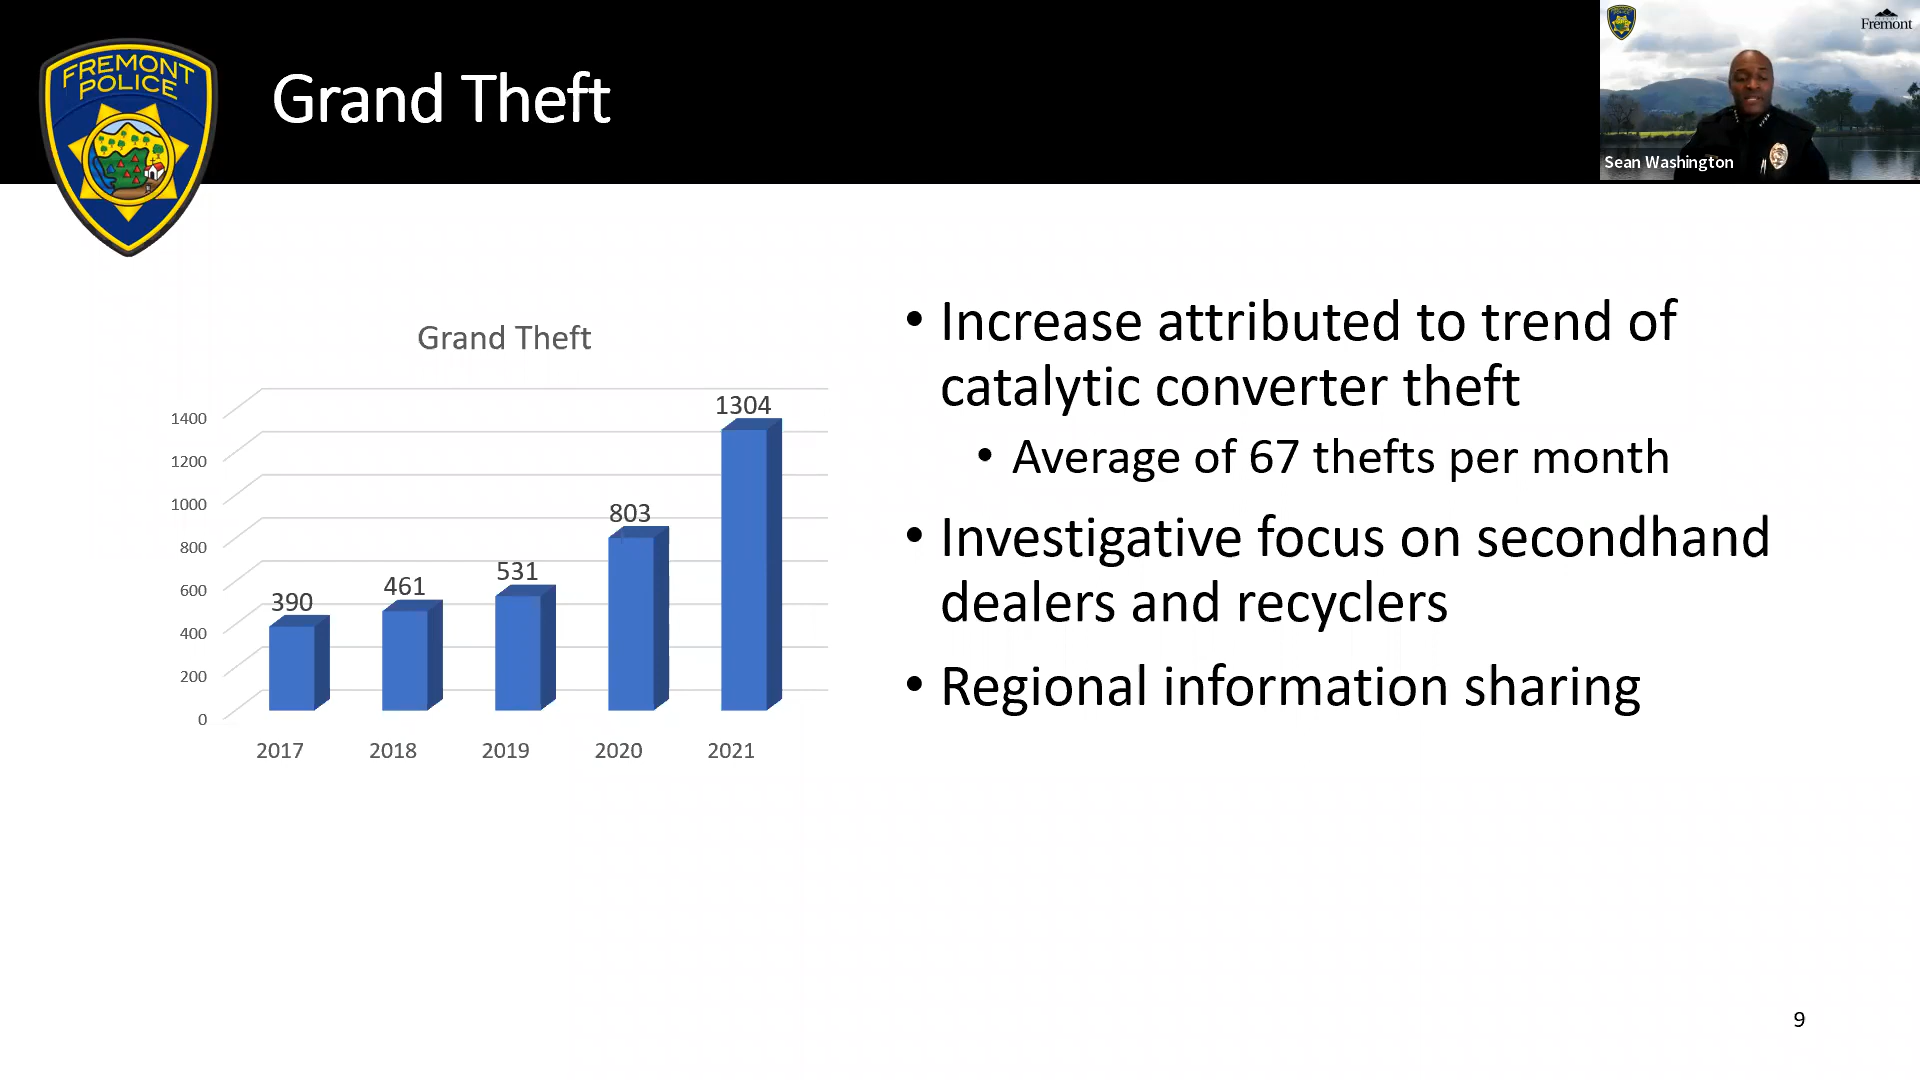 FREMONT
POLICE
Grand Theft
Fremont
Sean Washington
Grand Theft
1400
1200
1000
800
600
400
200
0
390
461
531
803
1304
2017 2018 2019 2020 2021
• Increase attributed to trend of
catalytic converter theft
• Average of 67 thefts per month
• Investigative focus on secondhand
dealers and recyclers
• Regional information sharing
9